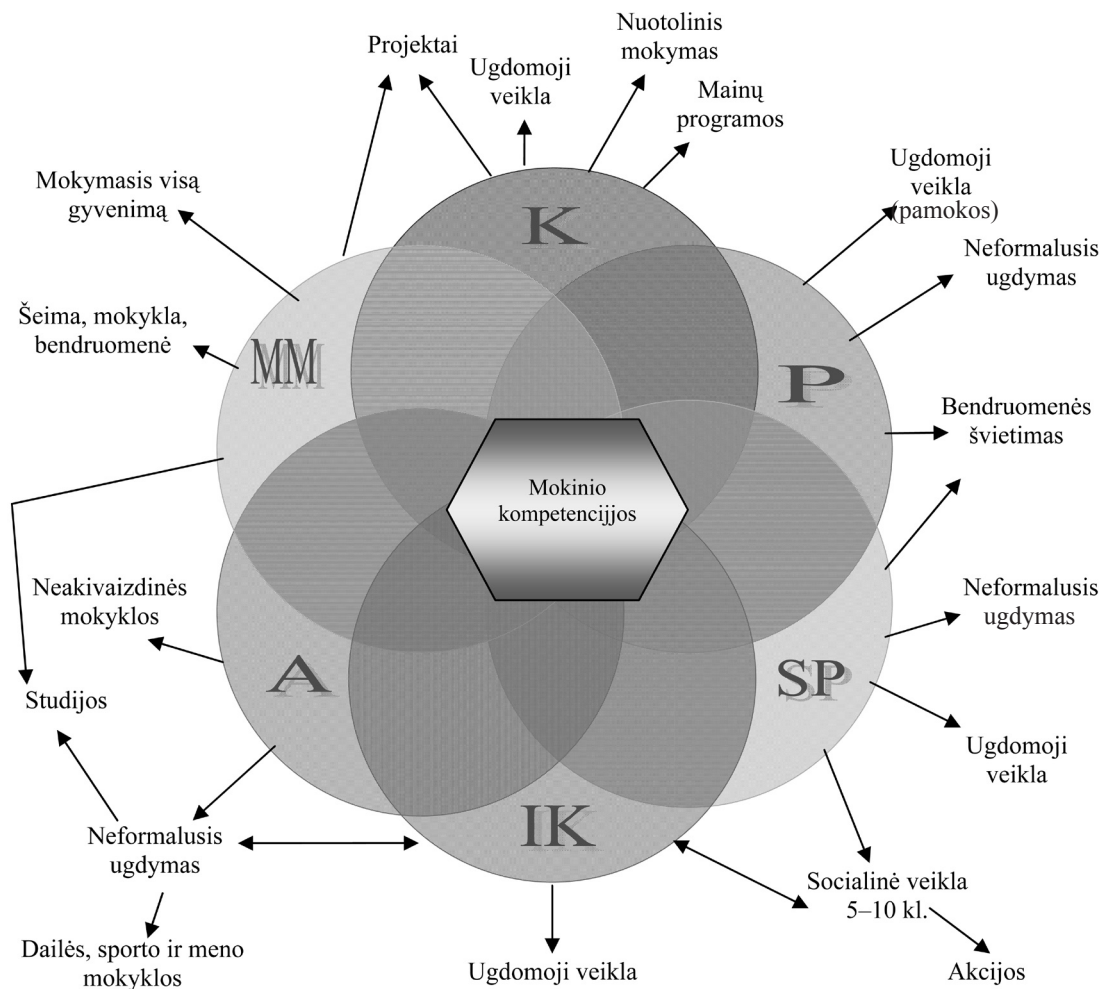 Nuotolinis
mokymas
Projektai
Ugdomoji
veikla
Mainų
programos
Ugdomoji
veikla
(pamokos)
Mokymasis visą
gyvenimą
K
Neformalusis
ugdymas
Šeima, mokykla,
bendruomenė
MM
P
Bendruomenės
švietimas
Mokinio
kompetencijjos
Neakivaizdinės
mokyklos
Neformalusis
ugdymas
A
SP
Studijos
Ugdomoji
veikla
IK
Neformalusis
ugdymas
Socialinė veikla
5–10 kl.
Dailės, sporto ir meno
mokyklos
Ugdomoji veikla
Akcijos